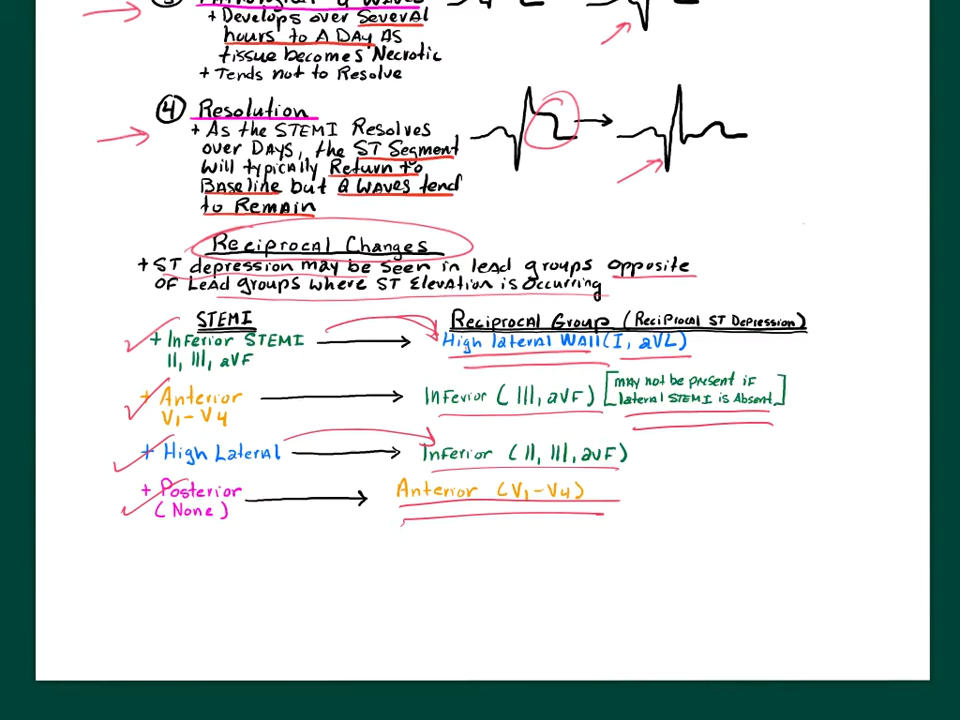 ③ Pathological Q Waves
+ Develops over Several
hours to A DAY As
tissue becomes Necrotic
+ Tends not to Resolve
④ Resolution
+ As the STEMI Resolves
over DAYS, the ST Segment
will typically Return to
Baseline but Q WAVES tend
to Remain
Reciprocal Changes
+ ST depression may be seen in lead groups opposite
OF Lead groups where ST Elevation is occurring
STEMI Reciprocal Group (Reciprocal ST Depression)
+ Inferior STEMI High lateral Wall (I, aVL)
II, III, aVF
+ Anterior Inferior (III, aVF) [may not be present if
V1 - V4 lateral STEMI is Absent]
+ High Lateral Inferior (II, III, aVF)
+ Posterior Anterior (V1 - V4)
(None)